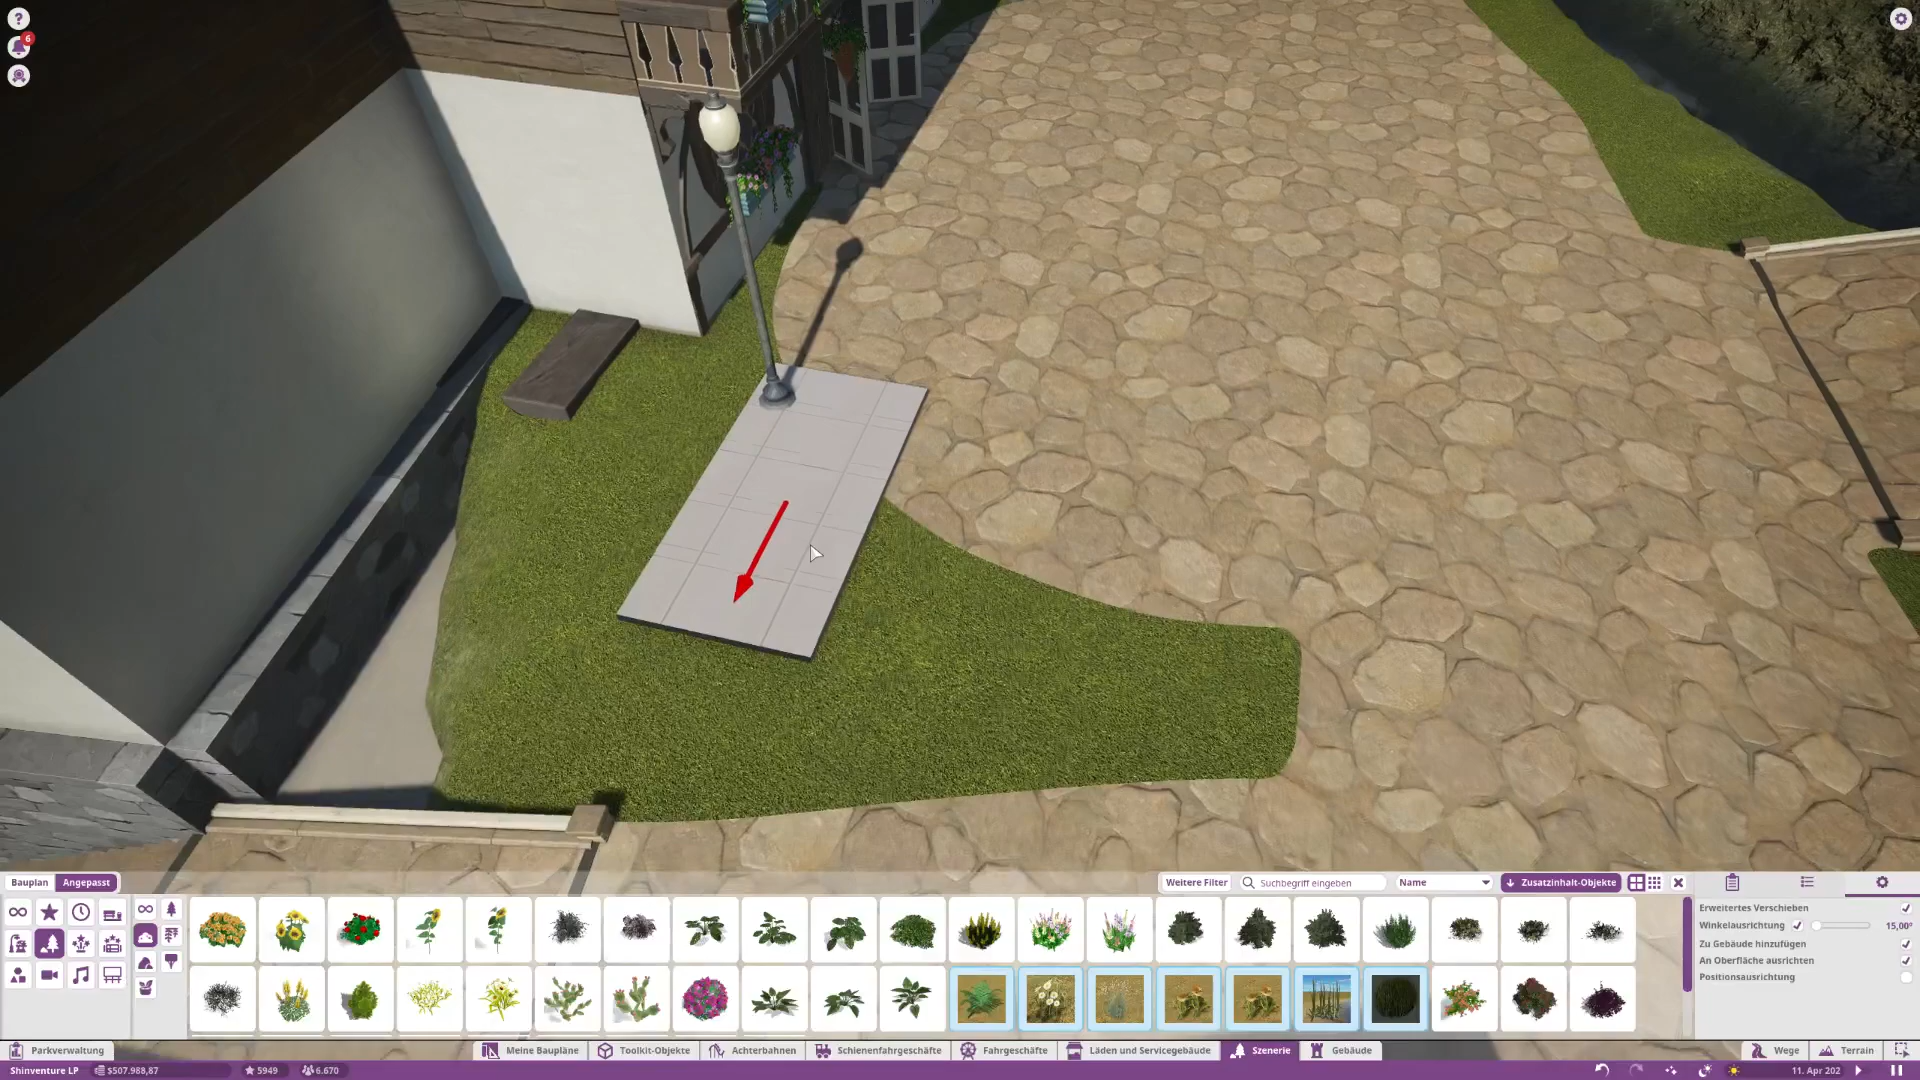 ?
6
Bauplan
Angepasst
Weitere Filter
Suchbegriff eingeben
Name
Zusatzinhalt-Objekte
Erweitertes Verschieben
Winkelausrichtung
15,00°
Zu Gebäude hinzufügen
An Oberfläche ausrichten
Positionsausrichtung
Parkverwaltung
Meine Baupläne
Toolkit-Objekte
Achterbahnen
Schienenfahrgeschäfte
Fahrgeschäfte
Läden und Servicegebäude
Szenerie
Gebäude
Wege
Terrain
Shinventure LP
$507.988,87
5949
6.670
11. Apr 202